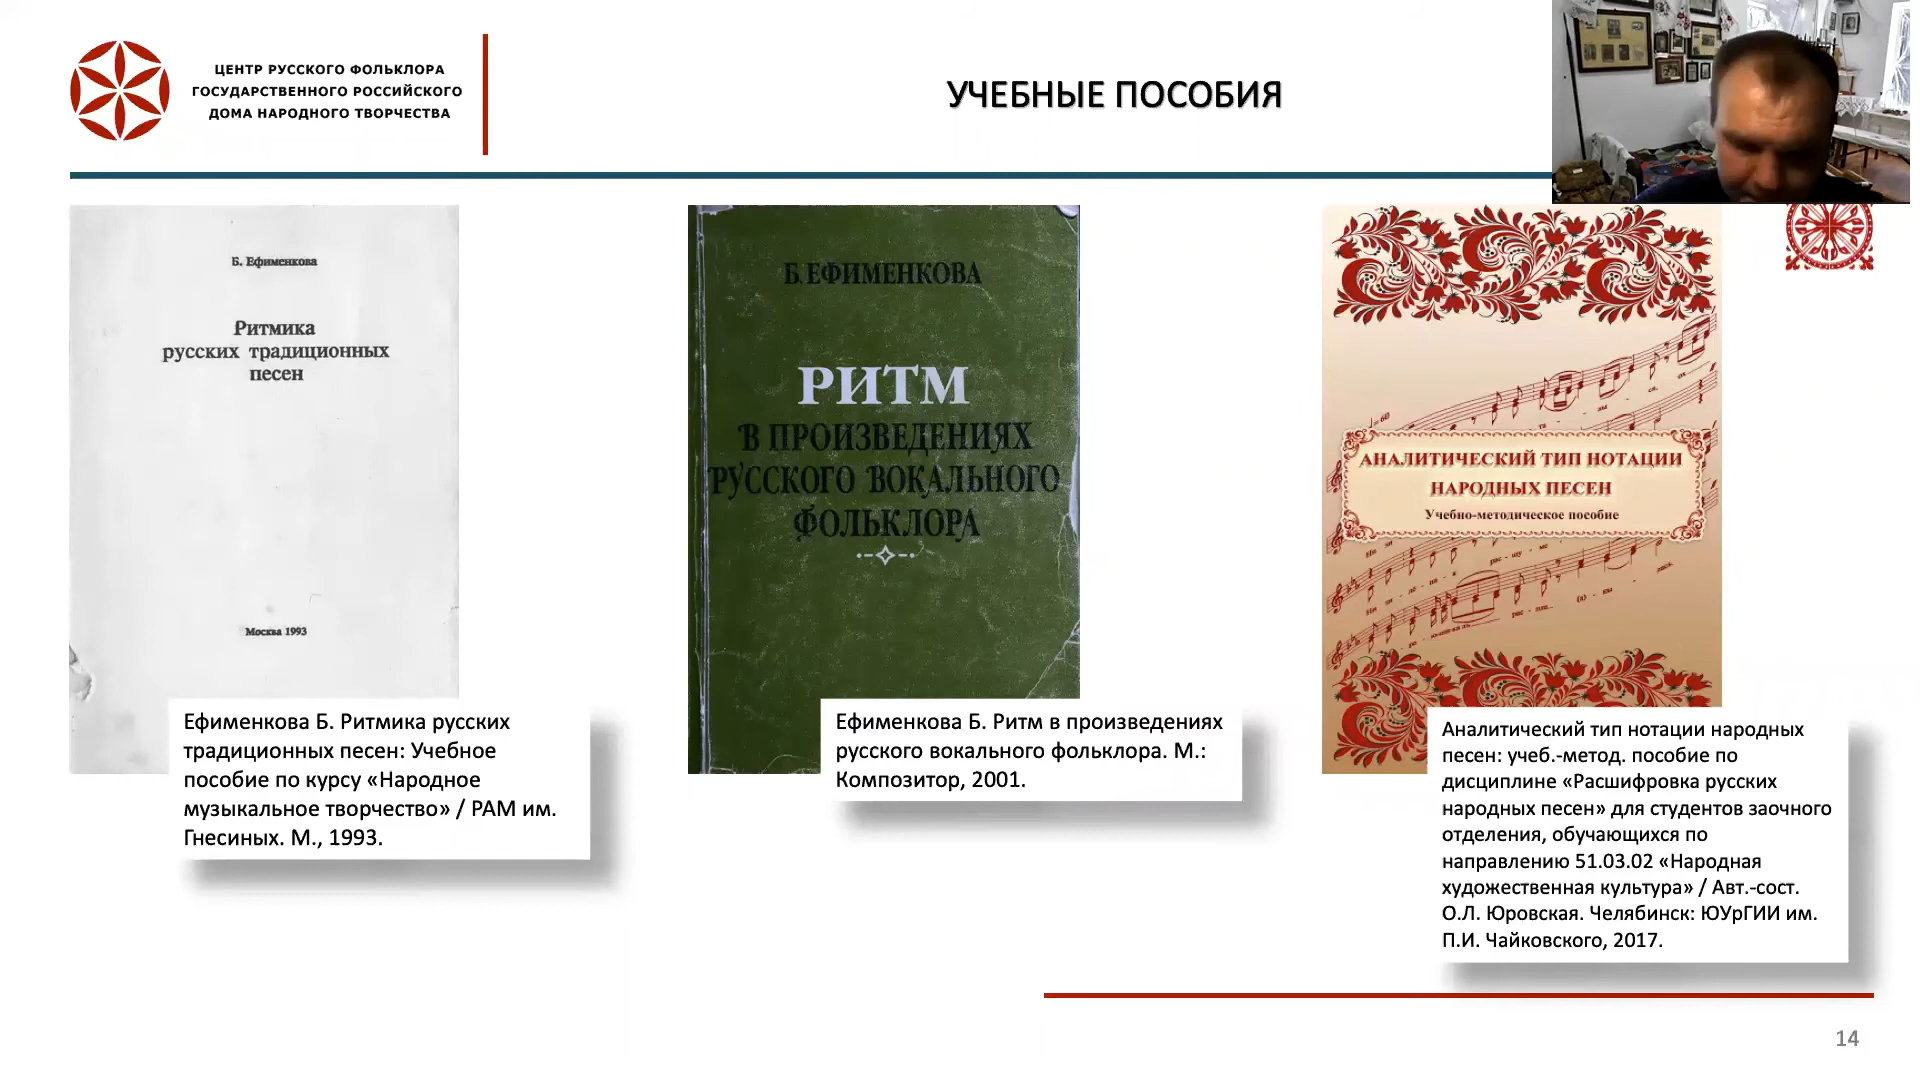 ЦЕНТР РУССКОГО ФОЛЬКЛОРА
ГОСУДАРСТВЕННОГО РОССИЙСКОГО
ДОМА НАРОДНОГО ТВОРЧЕСТВА
УЧЕБНЫЕ ПОСОБИЯ
Б. Ефименкова
Ритмика
русских традиционных
песен
Москва 1993
Ефименкова Б. Ритмика русских
традиционных песен: Учебное
пособие по курсу «Народное
музыкальное творчество» / РАМ им.
Гнесиных. М., 1993.
Б. ЕФИМЕНКОВА
РИТМ
В ПРОИЗВЕДЕНИЯХ
РУССКОГО ВОКАЛЬНОГО
ФОЛЬКЛОРА
Ефименкова Б. Ритм в произведениях
русского вокального фольклора. М.:
Композитор, 2001.
АНАЛИТИЧЕСКИЙ ТИП НОТАЦИИ
НАРОДНЫХ ПЕСЕН
Учебно-методическое пособие
Аналитический тип нотации народных
песен: учеб.-метод. пособие по
дисциплине «Расшифровка русских
народных песен» для студентов заочного
отделения, обучающихся по
направлению 51.03.02 «Народная
художественная культура» / Авт.-сост.
О.Л. Юровская. Челябинск: ЮУрГИИ им.
П.И. Чайковского, 2017.
14